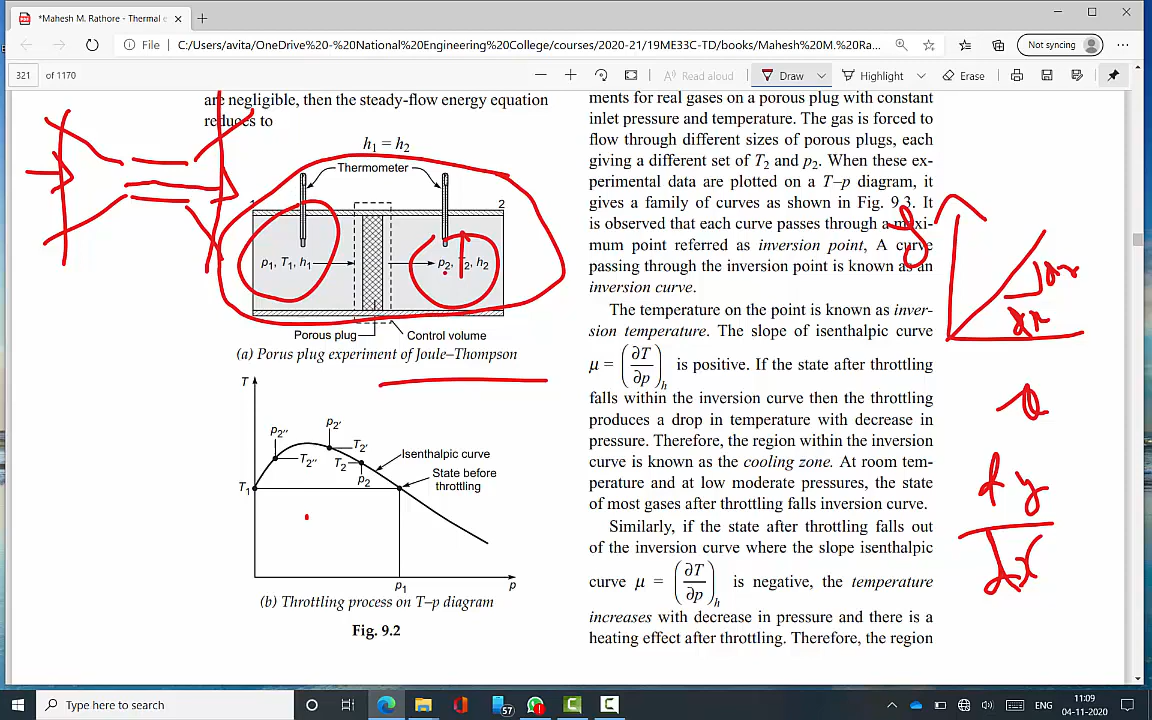 *Mahesh M. Rathore - Thermal e
File
C:/Users/avita/OneDrive%20-%20National%20Engineering%20College/courses/2020-21/19ME33C-TD/books/Mahesh%20M.%20Ra...
Not syncing
321 of 1170
Read aloud
Draw
Highlight
Erase
are negligible, then the steady-flow energy equation
reduces to
h1 = h2
Thermometer
1
2
p1, T1, h1
p2, T2, h2
Porous plug
Control volume
(a) Porus plug experiment of Joule–Thompson
T
p2″
p2′
T2″
T2′
T2
p2
Isenthalpic curve
State before
throttling
T1
p1
p
(b) Throttling process on T–p diagram
Fig. 9.2
ments for real gases on a porous plug with constant
inlet pressure and temperature. The gas is forced to
flow through different sizes of porous plugs, each
giving a different set of T2 and p2. When these ex-
perimental data are plotted on a T–p diagram, it
gives a family of curves as shown in Fig. 9.3. It
is observed that each curve passes through a maxi-
mum point referred as inversion point, A curve
passing through the inversion point is known as an
inversion curve.
The temperature on the point is known as inver-
sion temperature. The slope of isenthalpic curve
μ = (∂T/∂p)h is positive. If the state after throttling
falls within the inversion curve then the throttling
produces a drop in temperature with decrease in
pressure. Therefore, the region within the inversion
curve is known as the cooling zone. At room tem-
perature and at low moderate pressures, the state
of most gases after throttling falls inversion curve.
Similarly, if the state after throttling falls out
of the inversion curve where the slope isenthalpic
curve μ = (∂T/∂p)h is negative, the temperature
increases with decrease in pressure and there is a
heating effect after throttling. Therefore, the region
dy
dx
Type here to search
57
ENG
11:09
04-11-2020